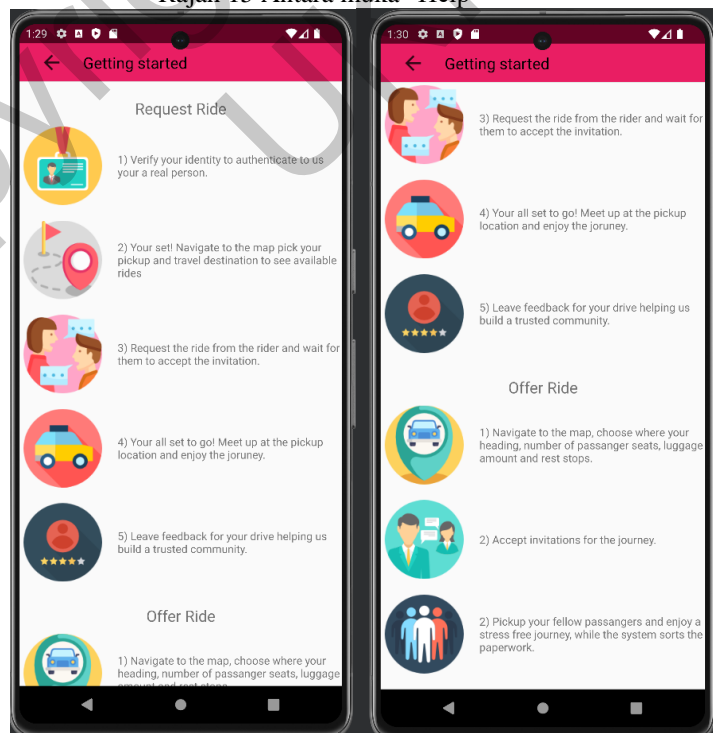 Rajah 13 Antara muka "Help"
1:29
Getting started
Request Ride
1) Verify your identity to authenticate to us
your a real person.
2) Your set! Navigate to the map pick your
pickup and travel destination to see available
rides
3) Request the ride from the rider and wait for
them to accept the invitation.
4) Your all set to go! Meet up at the pickup
location and enjoy the joruney.
5) Leave feedback for your drive helping us
build a trusted community.
Offer Ride
1) Navigate to the map, choose where your
heading, number of passanger seats, luggage
amount and rest stops.
1:30
Getting started
3) Request the ride from the rider and wait for
them to accept the invitation.
4) Your all set to go! Meet up at the pickup
location and enjoy the joruney.
5) Leave feedback for your drive helping us
build a trusted community.
Offer Ride
1) Navigate to the map, choose where your
heading, number of passanger seats, luggage
amount and rest stops.
2) Accept invitations for the journey.
2) Pickup your fellow passangers and enjoy a
stress free journey, while the system sorts the
paperwork.